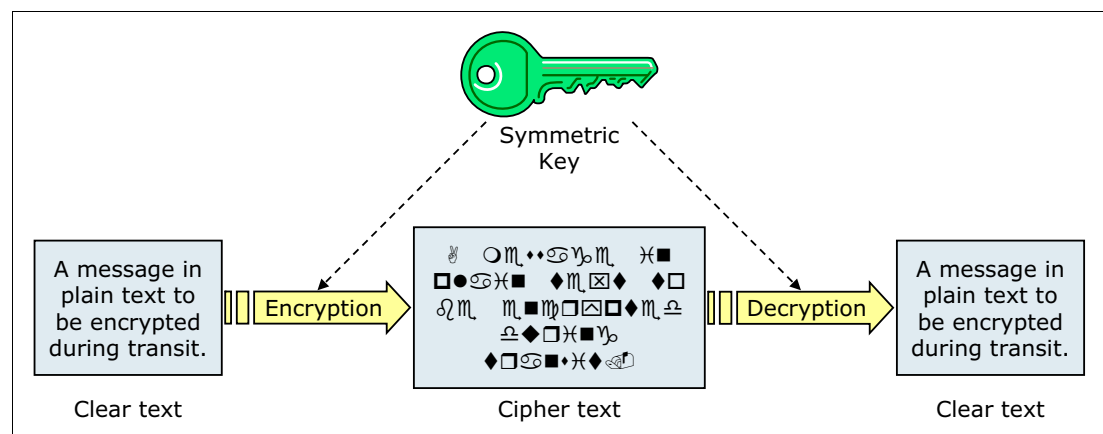 Symmetric
Key
A message in
plain text to
be encrypted
during transit.
Encryption
✌ ❍♏⬧⬧♋♑♏ ♓■
◻●♋♓■ ⧫♏⌧⧫ ⧫□
♌♏ ♏■♍❒⍓◻⧫♏♎
♎◆❒♓■♑
⧫❒♋■⬧♓⧫📬
Decryption
A message in
plain text to
be encrypted
during transit.
Clear text
Cipher text
Clear text